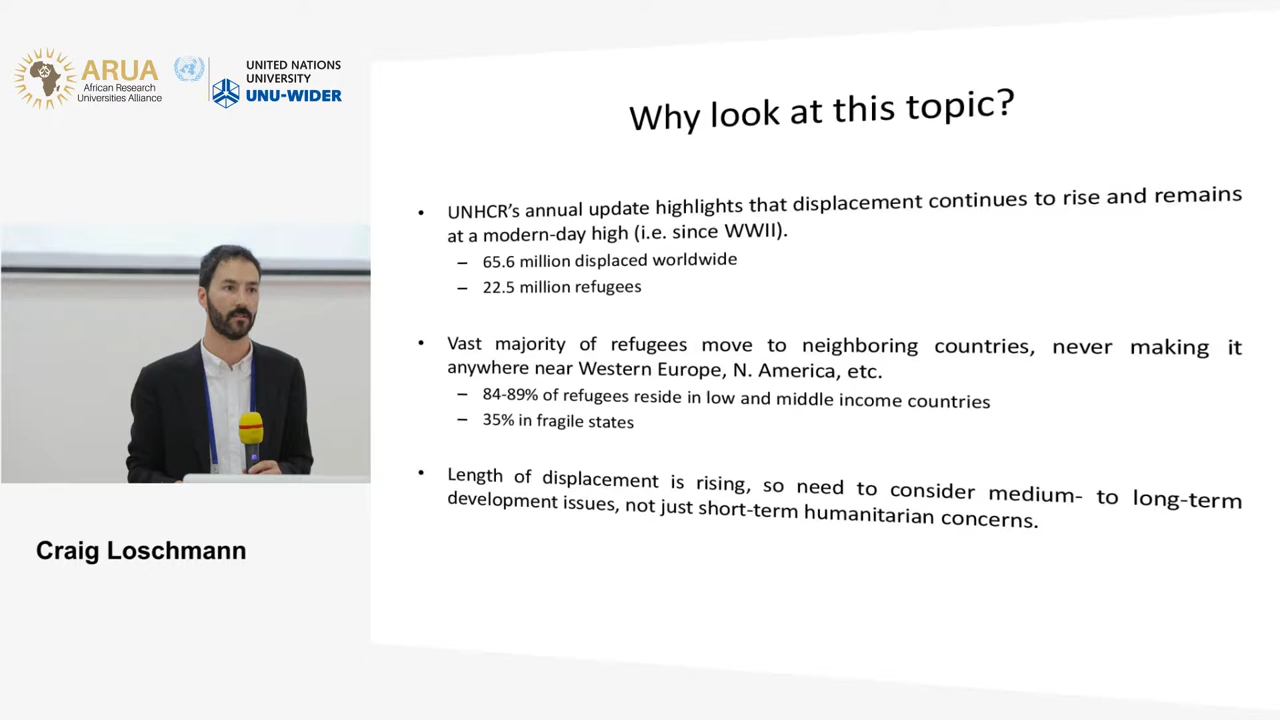 ARUA
African Research
Universities Alliance
UNITED NATIONS
UNIVERSITY
UNU-WIDER
Why look at this topic?
• UNHCR's annual update highlights that displacement continues to rise and remains
at a modern-day high (i.e. since WWII).
– 65.6 million displaced worldwide
– 22.5 million refugees
• Vast majority of refugees move to neighboring countries, never making it
anywhere near Western Europe, N. America, etc.
– 84-89% of refugees reside in low and middle income countries
– 35% in fragile states
• Length of displacement is rising, so need to consider medium- to long-term
development issues, not just short-term humanitarian concerns.
Craig Loschmann